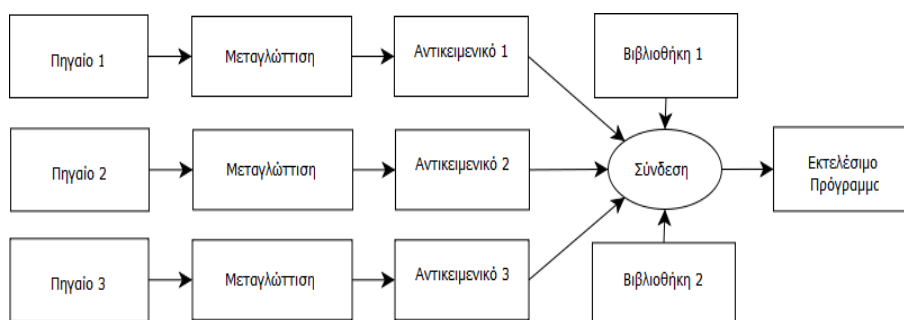 Πηγαίο 1
Μεταγλώττιση
Αντικειμενικό 1
Βιβλιοθήκη 1
Πηγαίο 2
Μεταγλώττιση
Αντικειμενικό 2
Σύνδεση
Εκτελέσιμο
Πρόγραμμα
Πηγαίο 3
Μεταγλώττιση
Αντικειμενικό 3
Βιβλιοθήκη 2